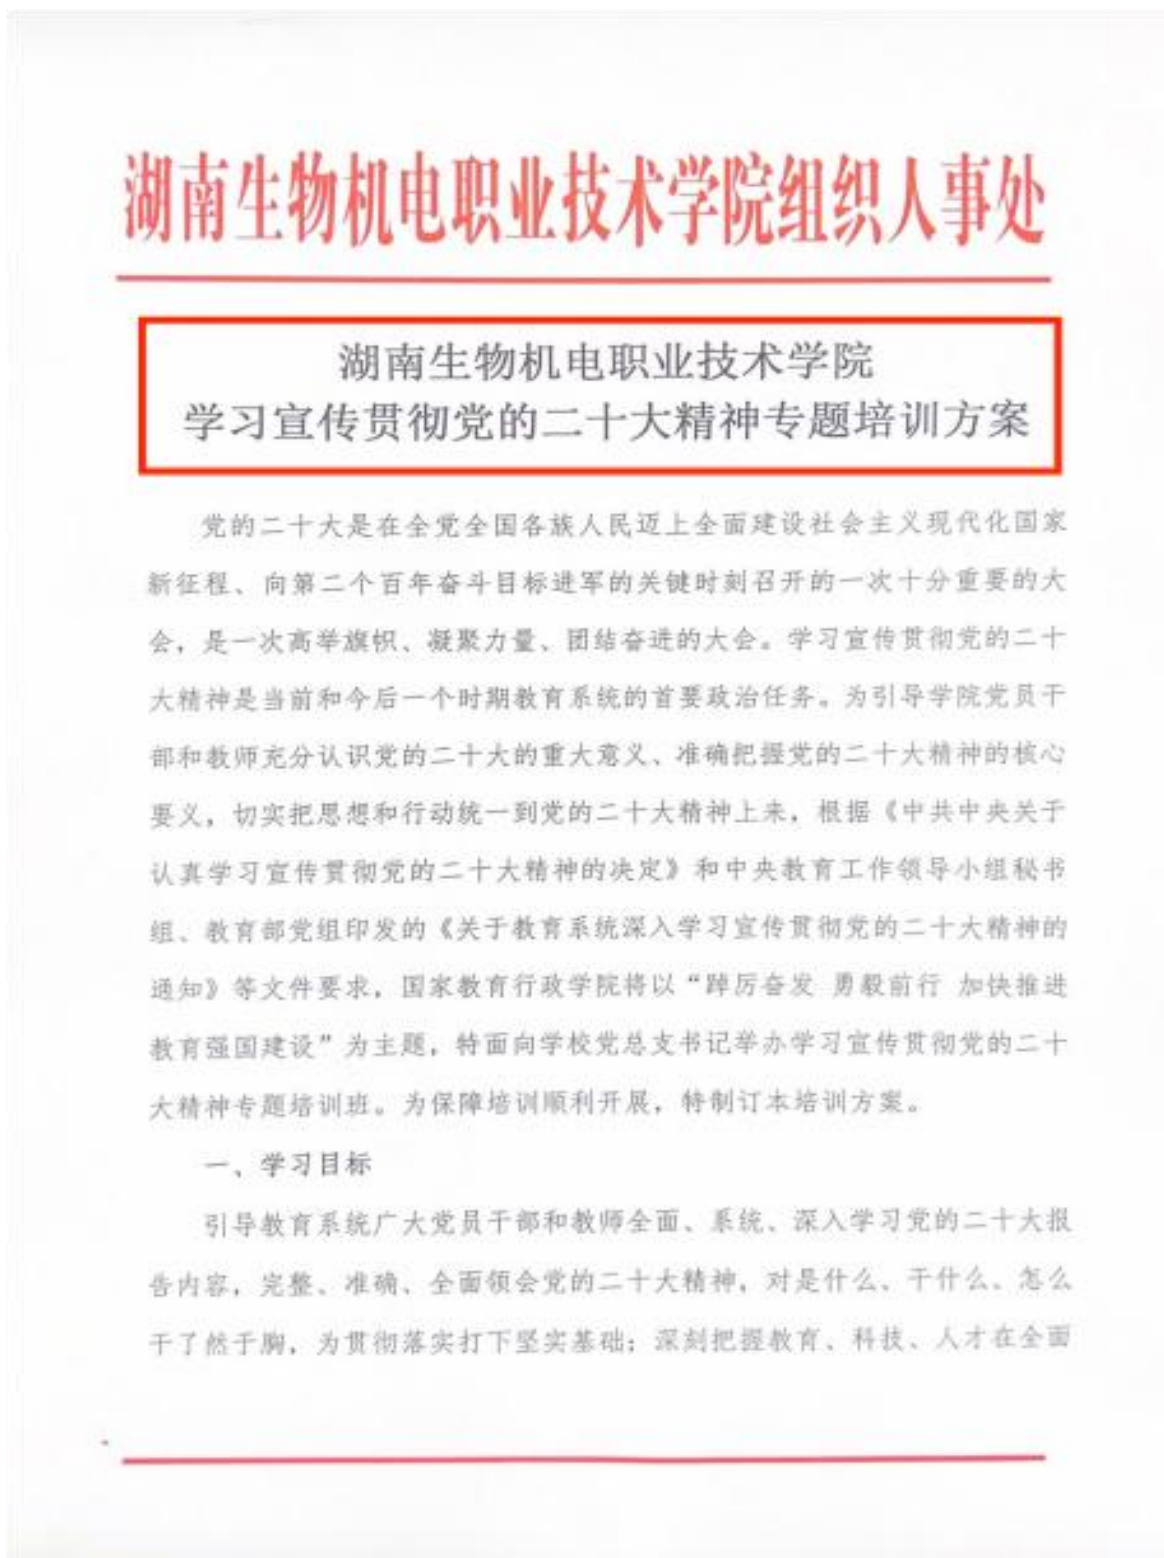 湖南生物机电职业技术学院组织人事处
湖南生物机电职业技术学院
学习宣传贯彻党的二十大精神专题培训方案
党的二十大是在全党全国各族人民迈上全面建设社会主义现代化国家
新征程、向第二个百年奋斗目标进军的关键时刻召开的一次十分重要的大
会，是一次高举旗帜、凝聚力量、团结奋进的大会。学习宣传贯彻党的二十
大精神是当前和今后一个时期教育系统的首要政治任务。为引导学院党员干
部和教师充分认识党的二十大的重大意义、准确把握党的二十大精神的核心
要义，切实把思想和行动统一到党的二十大精神上来，根据《中共中央关于
认真学习宣传贯彻党的二十大精神的决定》和中央教育工作领导小组秘书
组、教育部党组印发的《关于教育系统深入学习宣传贯彻党的二十大精神的
通知》等文件要求，国家教育行政学院将以“踔厉奋发 勇毅前行 加快推进
教育强国建设”为主题，特面向学校党总支书记举办学习宣传贯彻党的二十
大精神专题培训班。为保障培训顺利开展，特制订本培训方案。
一、学习目标
引导教育系统广大党员干部和教师全面、系统、深入学习党的二十大报
告内容，完整、准确、全面领会党的二十大精神，对是什么、干什么、怎么
干了然于胸，为贯彻落实打下坚实基础；深刻把握教育、科技、人才在全面